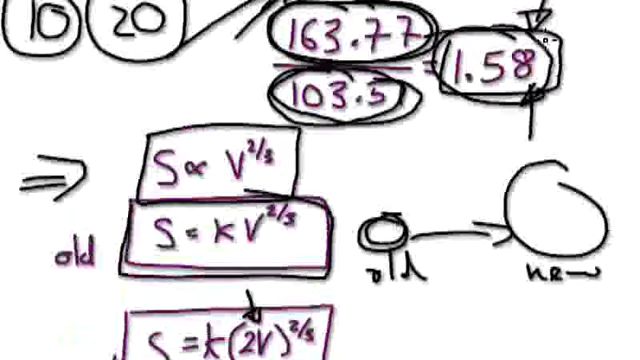 10 20
163.77
103.5
= 1.58
⇒ S ∝ V^2/3
old S = kV^2/3
old → new
S = k(2V)^2/3